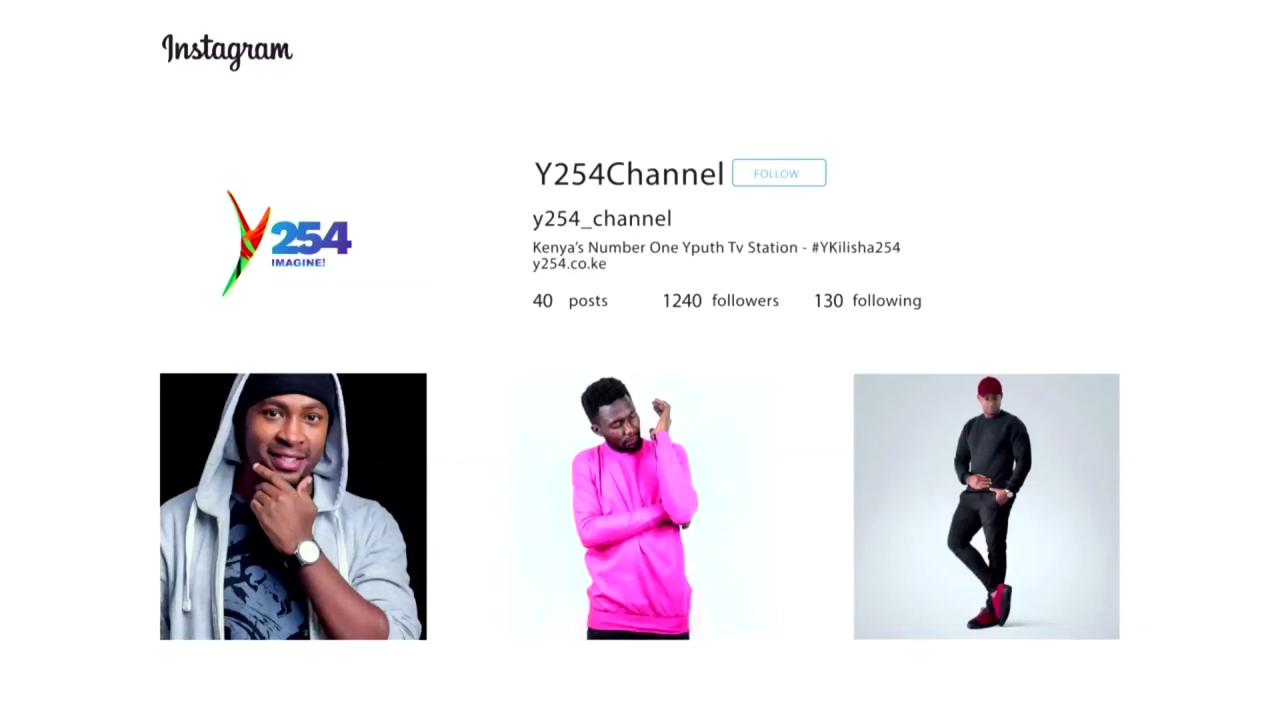 Instagram
Y254Channel FOLLOW
Y254
IMAGINE!
y254_channel
Kenya's Number One Yputh Tv Station - #YKilisha254
y254.co.ke
40 posts 1240 followers 130 following